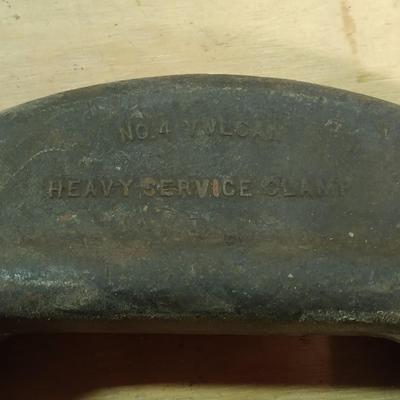 NO.4 VULCAN
HEAVY SERVICE CLAMP